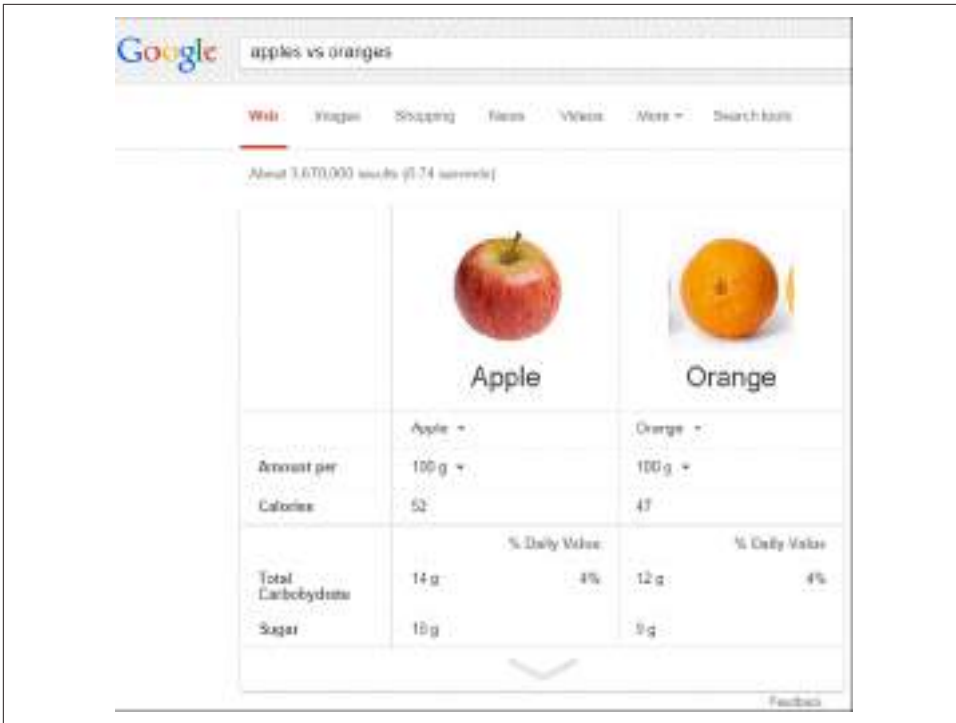 Google apples vs oranges
Web Images Shopping News Videos More Search tools
About 3,670,000 results (0.74 seconds)
Apple Orange
Apple Orange
Amount per 100 g 100 g
Calories 52 47
% Daily Value % Daily Value
Total Carbohydrate 14 g 4% 12 g 4%
Sugar 10 g 9 g
Feedback